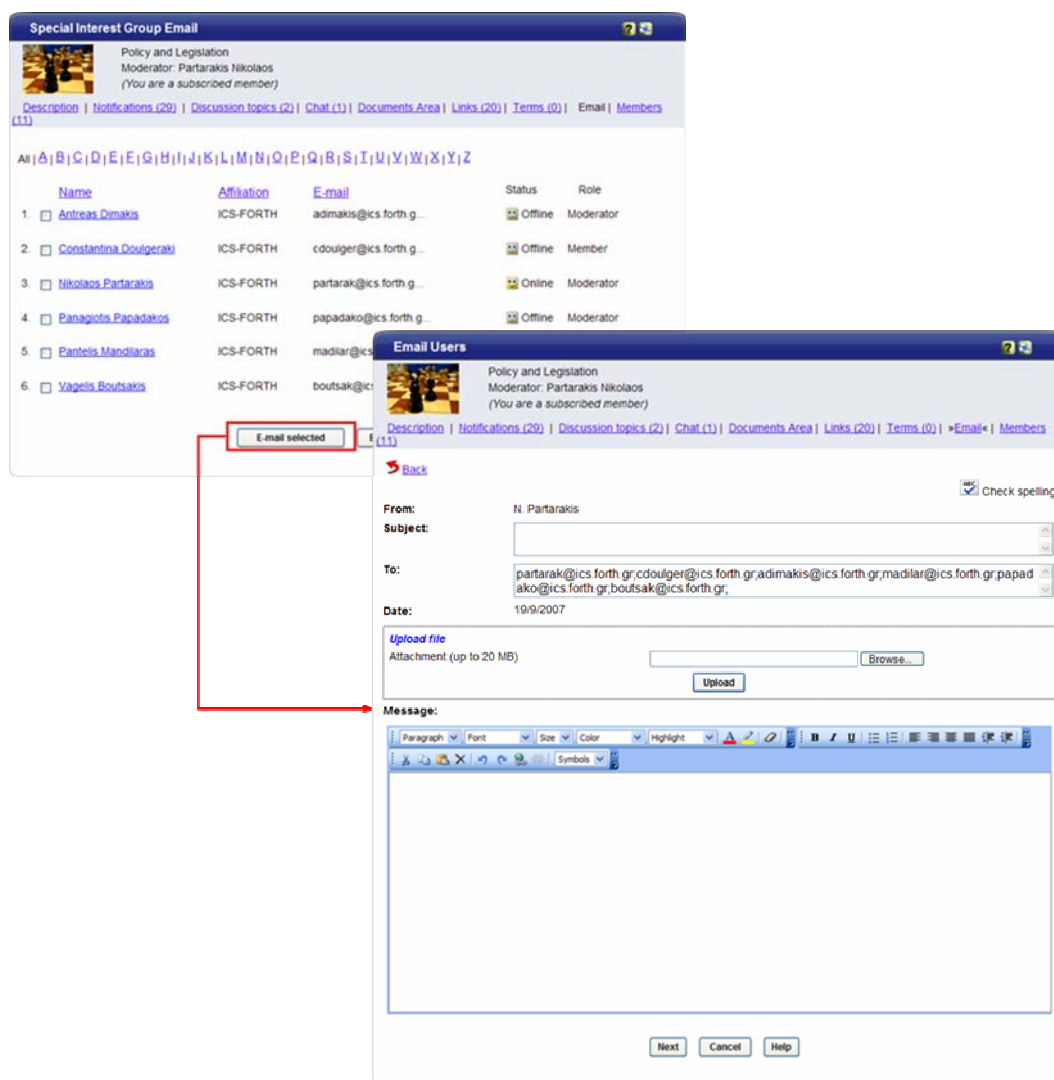 Special Interest Group Email
Policy and Legislation
Moderator: Partarakis Nikolaos
(You are a subscribed member)
Description | Notifications (29) | Discussion topics (2) | Chat (1) | Documents Area | Links (20) | Terms (0) | Email | Members
(11)
All | A | B | C | D | E | F | G | H | I | J | K | L | M | N | O | P | Q | R | S | T | U | V | W | X | Y | Z
Name Affiliation E-mail Status Role
1. Antreas Dimakis ICS-FORTH adimakis@ics.forth.g... Offline Moderator
2. Constantina Doulgeraki ICS-FORTH cdoulger@ics.forth.g... Offline Member
3. Nikolaos Partarakis ICS-FORTH partarak@ics.forth.g... Online Moderator
4. Panagiotis Papadakos ICS-FORTH papadako@ics.forth.g... Offline Moderator
5. Pantelis Mandilaras ICS-FORTH madilar@ics
6. Vagelis Boutsakis ICS-FORTH boutsak@ics
E-mail selected
Email Users
Policy and Legislation
Moderator: Partarakis Nikolaos
(You are a subscribed member)
Description | Notifications (29) | Discussion topics (2) | Chat (1) | Documents Area | Links (20) | Terms (0) | »Email« | Members
(11)
Back
Check spelling
From: N. Partarakis
Subject:
To: partarak@ics.forth.gr;cdoulger@ics.forth.gr;adimakis@ics.forth.gr;madilar@ics.forth.gr;papad
ako@ics.forth.gr;boutsak@ics.forth.gr;
Date: 19/9/2007
Upload file
Attachment:(up to 20 MB) Browse...
Upload
Message:
Paragraph Font Size Color Highlight A B I U
Symbols
Next Cancel Help